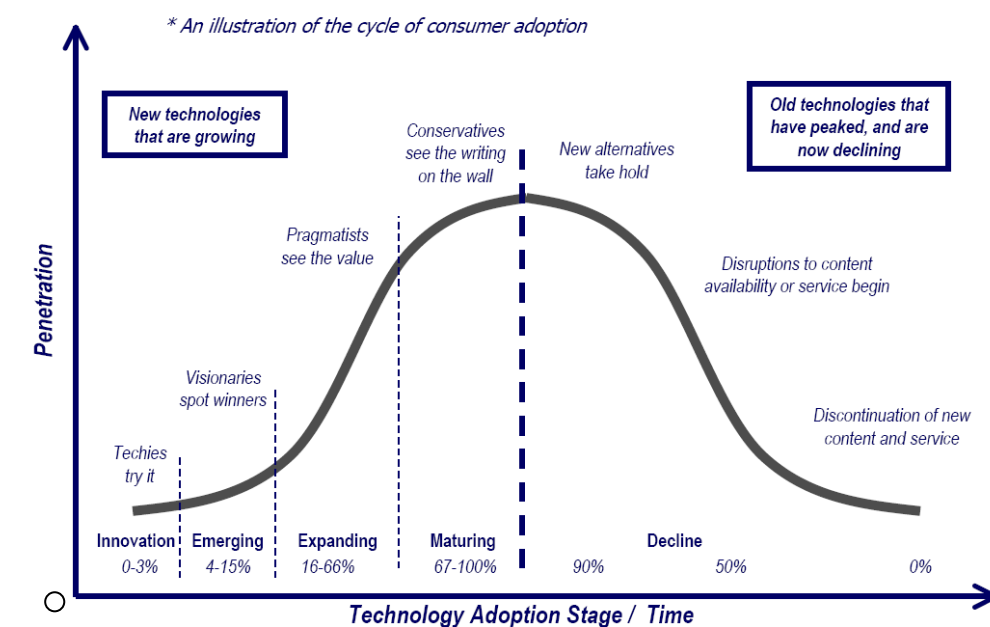 * An illustration of the cycle of consumer adoption
New technologies
that are growing
Old technologies that
have peaked, and are
now declining
Conservatives
see the writing
on the wall
New alternatives
take hold
Pragmatists
see the value
Disruptions to content
availability or service begin
Visionaries
spot winners
Discontinuation of new
content and service
Techies
try it
Penetration
Innovation Emerging Expanding Maturing Decline
0-3% 4-15% 16-66% 67-100% 90% 50% 0%
Technology Adoption Stage / Time